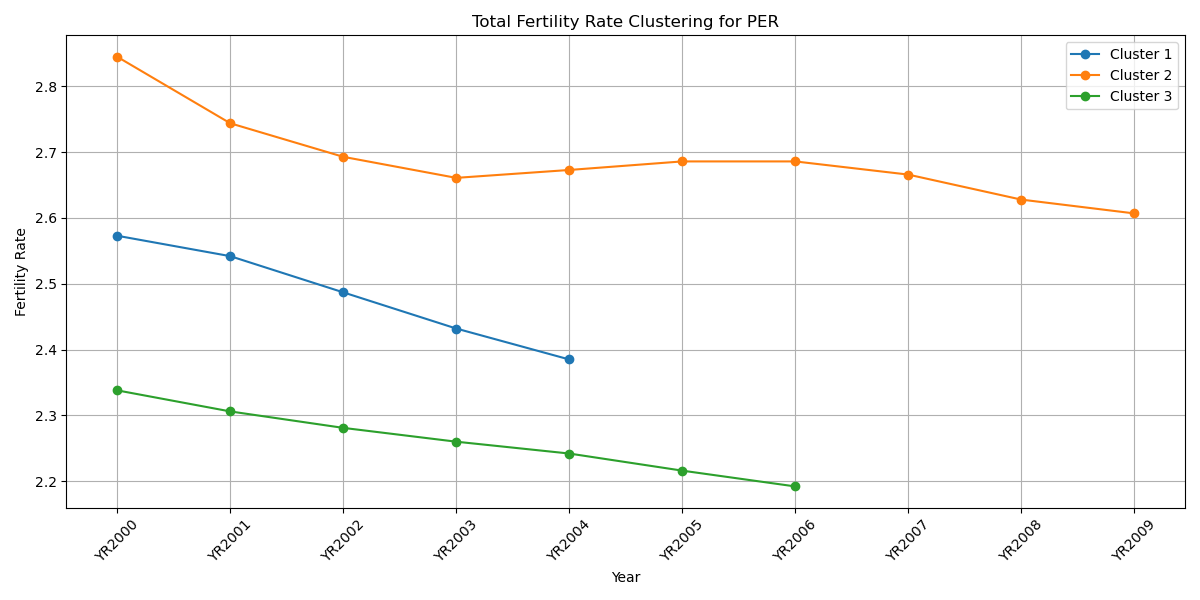 Total Fertility Rate Clustering for PER
Cluster 1
Cluster 2
Cluster 3
Fertility Rate
2.8
2.7
2.6
2.5
2.4
2.3
2.2
YR2000
YR2001
YR2002
YR2003
YR2004
YR2005
YR2006
YR2007
YR2008
YR2009
Year